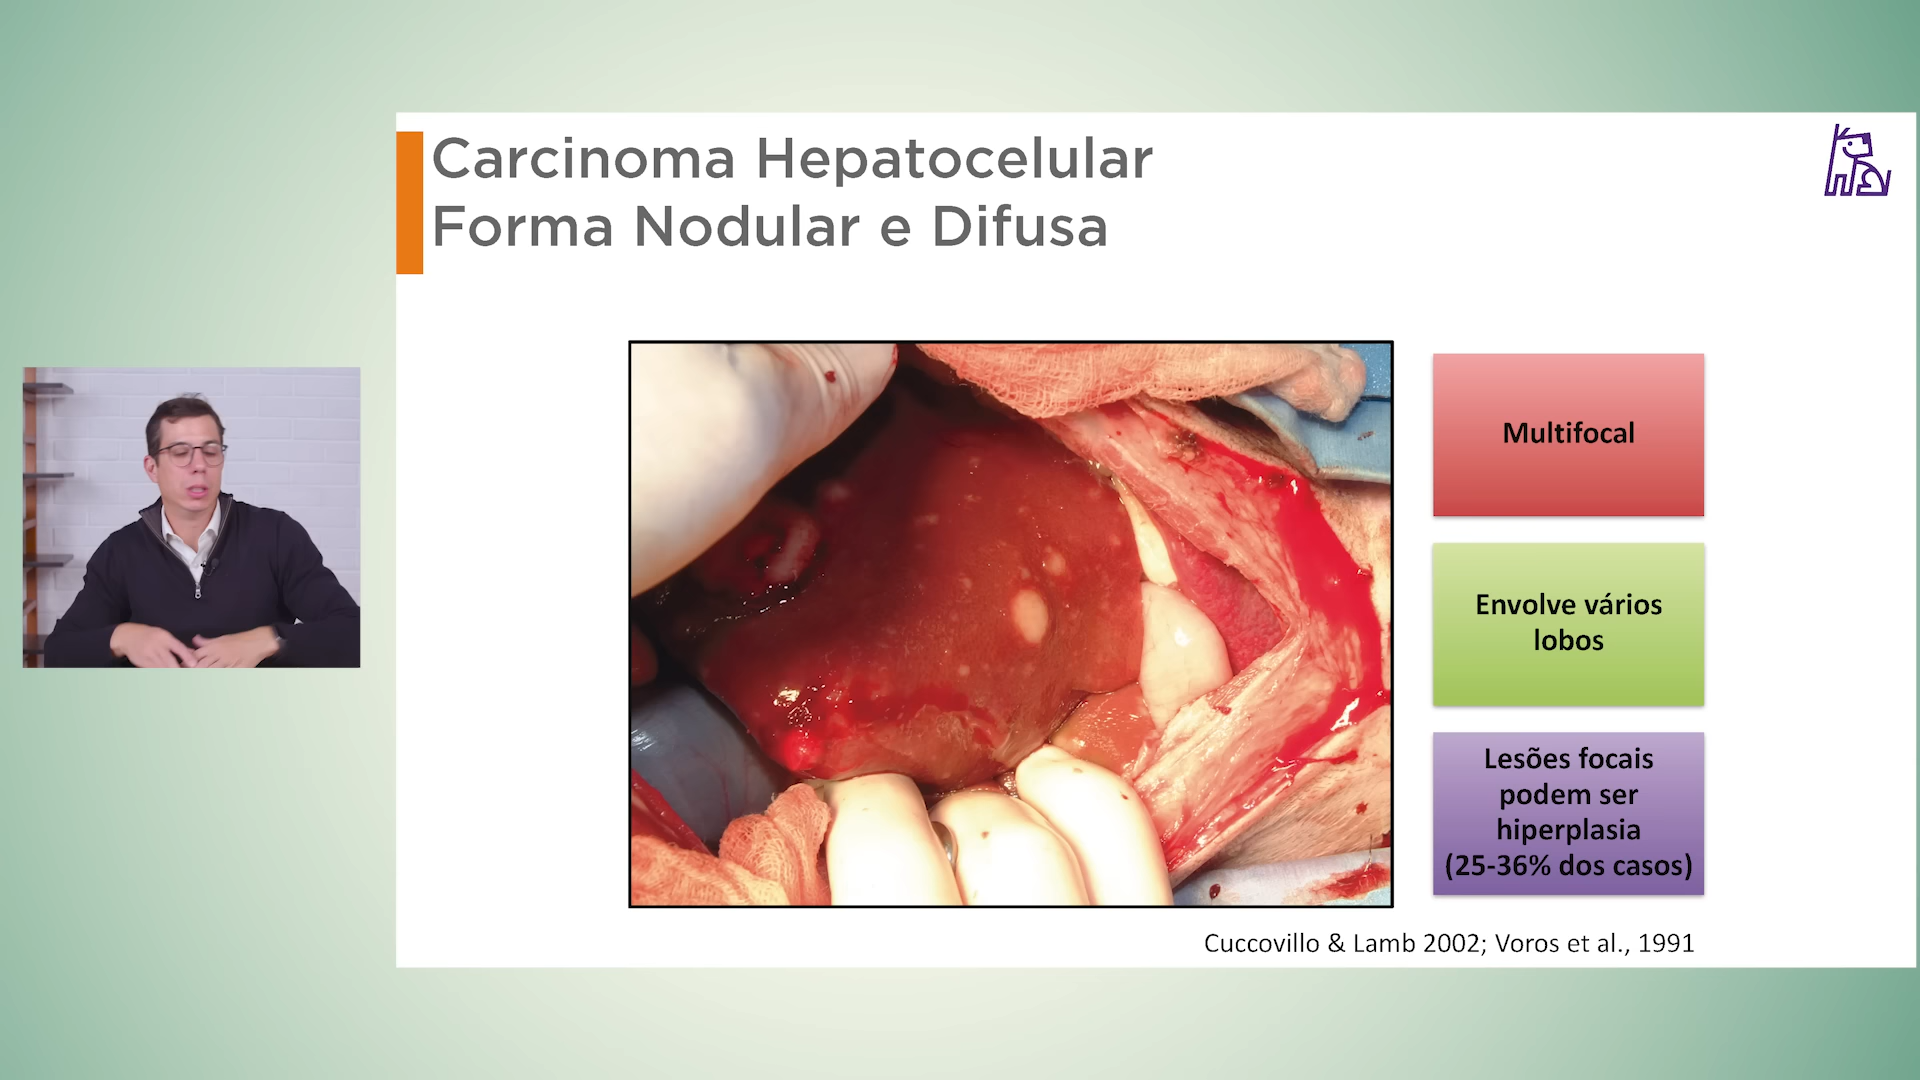 Carcinoma Hepatocelular
Forma Nodular e Difusa
Multifocal
Envolve vários
lobos
Lesões focais
podem ser
hiperplasia
(25-36% dos casos)
Cuccovillo & Lamb 2002; Voros et al., 1991